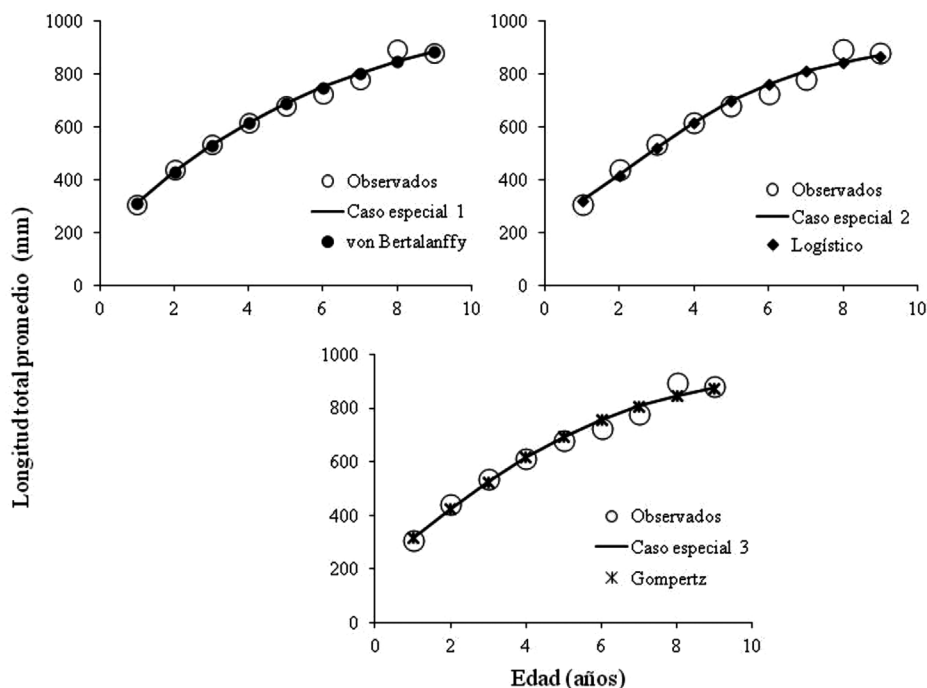 1000
800
600
400
200
0
0 2 4 6 8 10
Observados
Caso especial 1
von Bertalanffy
1000
800
600
400
200
0
0 2 4 6 8 10
Observados
Caso especial 2
Logístico
Longitud total promedio (mm)
1000
800
600
400
200
0
0 2 4 6 8 10
Observados
Caso especial 3
Gompertz
Edad (años)